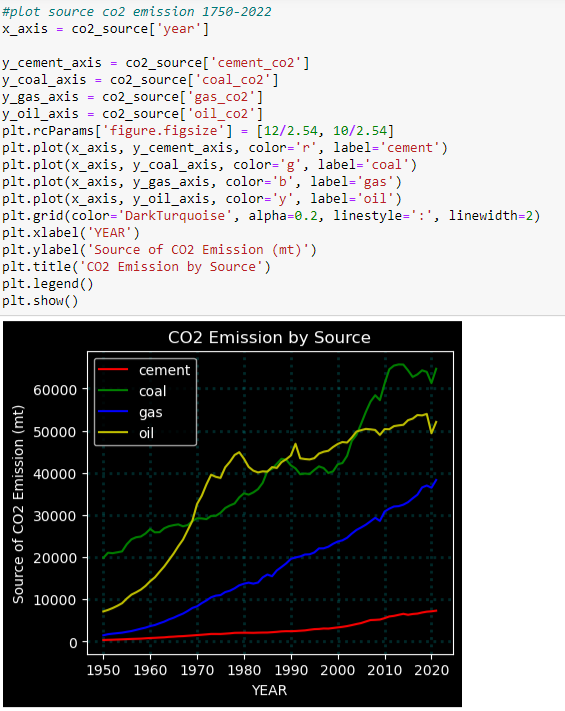 #plot source co2 emission 1750-2022
x_axis = co2_source['year']
y_cement_axis = co2_source['cement_co2']
y_coal_axis = co2_source['coal_co2']
y_gas_axis = co2_source['gas_co2']
y_oil_axis = co2_source['oil_co2']
plt.rcParams['figure.figsize'] = [12/2.54, 10/2.54]
plt.plot(x_axis, y_cement_axis, color='r', label='cement')
plt.plot(x_axis, y_coal_axis, color='g', label='coal')
plt.plot(x_axis, y_gas_axis, color='b', label='gas')
plt.plot(x_axis, y_oil_axis, color='y', label='oil')
plt.grid(color='DarkTurquoise', alpha=0.2, linestyle=':', linewidth=2)
plt.xlabel('YEAR')
plt.ylabel('Source of CO2 Emission (mt)')
plt.title('CO2 Emission by Source')
plt.legend()
plt.show()
CO2 Emission by Source
cement
coal
gas
oil
Source of CO2 Emission (mt)
60000
50000
40000
30000
20000
10000
0
1950 1960 1970 1980 1990 2000 2010 2020
YEAR